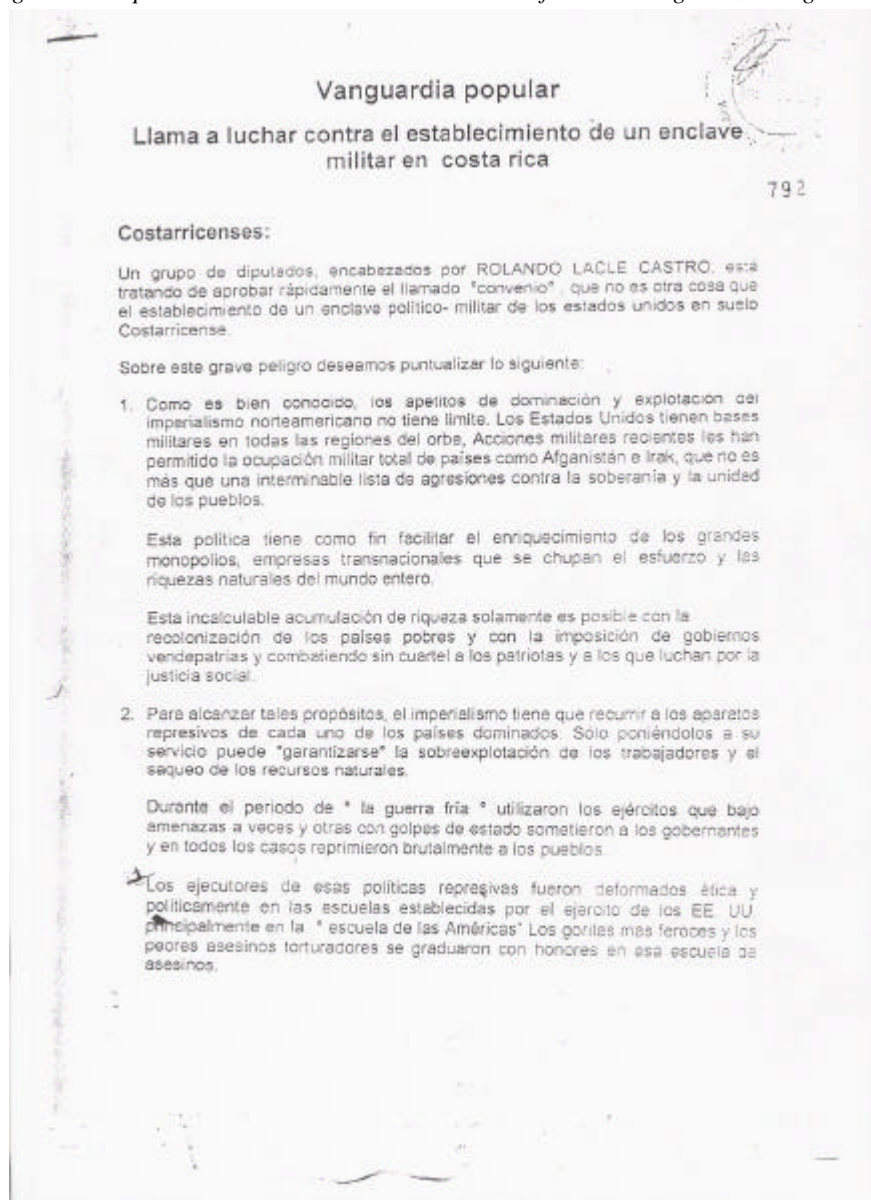 Vanguardia popular
Llama a luchar contra el establecimiento de un enclave
militar en costa rica
792
Costarricenses:
Un grupo de diputados, encabezados por ROLANDO LACLE CASTRO, está
tratando de aprobar rápidamente el llamado "convenio" , que no es otra cosa que
el establecimiento de un enclave político- militar de los estados unidos en suelo
Costarricense.
Sobre este grave peligro deseamos puntualizar lo siguiente:
1. Como es bien conocido, los apetitos de dominación y explotación del
imperialismo norteamericano no tiene limite. Los Estados Unidos tienen bases
militares en todas las regiones del orbe, Acciones militares recientes les han
permitido la ocupación militar total de países como Afganistán e Irak, que no es
más que una interminable lista de agresiones contra la soberanía y la unidad
de los pueblos.
Esta política tiene como fin facilitar el enriquecimiento de los grandes
monopolios, empresas transnacionales que se chupan el esfuerzo y las
riquezas naturales del mundo entero.
Esta incalculable acumulación de riqueza solamente es posible con la
recolonización de los países pobres y con la imposición de gobiernos
vendepatrias y combatiendo sin cuartel a los patriotas y a los que luchan por la
justicia social.
2. Para alcanzar tales propósitos, el imperialismo tiene que recurrir a los aparatos
represivos de cada uno de los países dominados. Sólo poniéndolos a su
servicio puede "garantizarse" la sobreexplotación de los trabajadores y el
saqueo de los recursos naturales.
Durante el periodo de " la guerra fría " utilizaron los ejércitos que bajo
amenazas a veces y otras con golpes de estado sometieron a los gobernantes
y en todos los casos reprimieron brutalmente a los pueblos.
Los ejecutores de esas políticas represivas fueron deformados ética y
políticamente en las escuelas establecidas por el ejercito de los EE. UU.
principalmente en la " escuela de las Américas" Los gorilas mas feroces y los
peores asesinos torturadores se graduaron con honores en esa escuela de
asesinos.